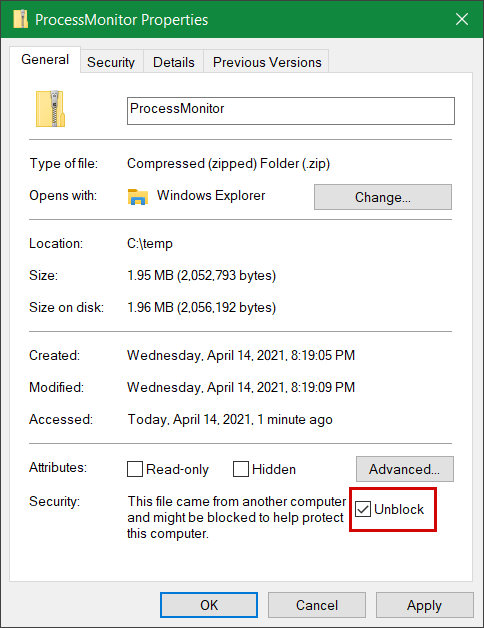 ProcessMonitor Properties
General Security Details Previous Versions
ProcessMonitor
Type of file: Compressed (zipped) Folder (.zip)
Opens with: Windows Explorer Change...
Location: C:\temp
Size: 1.95 MB (2,052,793 bytes)
Size on disk: 1.96 MB (2,056,192 bytes)
Created: Wednesday, April 14, 2021, 8:19:05 PM
Modified: Wednesday, April 14, 2021, 8:19:09 PM
Accessed: Today, April 14, 2021, 1 minute ago
Attributes: Read-only Hidden Advanced...
Security: This file came from another computer
and might be blocked to help protect
this computer.
Unblock
OK Cancel Apply